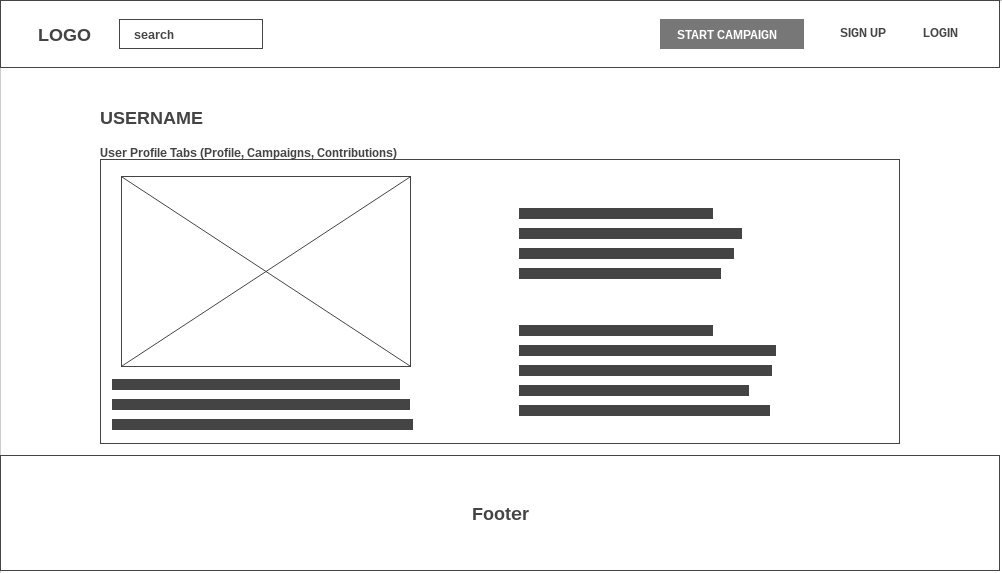 LOGO
search
START CAMPAIGN
SIGN UP
LOGIN
USERNAME
User Profile Tabs (Profile, Campaigns, Contributions)
Footer